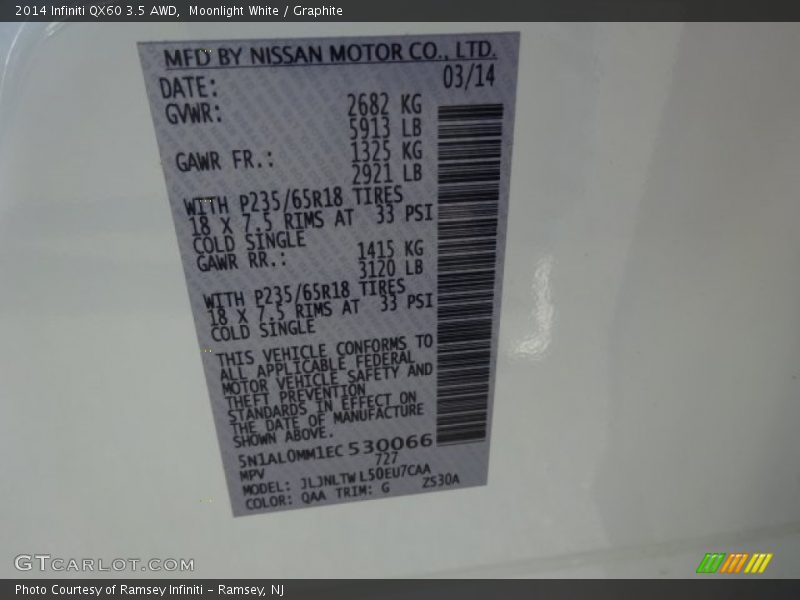 2014 Infiniti QX60 3.5 AWD, Moonlight White / Graphite
MFD BY NISSAN MOTOR CO., LTD.
DATE: 03/14
GVWR: 2682 KG
5913 LB
GAWR FR.: 1325 KG
2921 LB
WITH P235/65R18 TIRES
18 X 7.5 RIMS AT 33 PSI
COLD SINGLE
GAWR RR.: 1415 KG
3120 LB
WITH P235/65R18 TIRES
18 X 7.5 RIMS AT 33 PSI
COLD SINGLE
THIS VEHICLE CONFORMS TO
ALL APPLICABLE FEDERAL
MOTOR VEHICLE SAFETY AND
THEFT PREVENTION
STANDARDS IN EFFECT ON
THE DATE OF MANUFACTURE
SHOWN ABOVE.
5N1AL0MM1EC530066
MPV 727
MODEL: JLJNLTWL50EU7CAA
COLOR: QAA TRIM: G ZS30A
GTCARLOT.COM
Photo Courtesy of Ramsey Infiniti – Ramsey, NJ